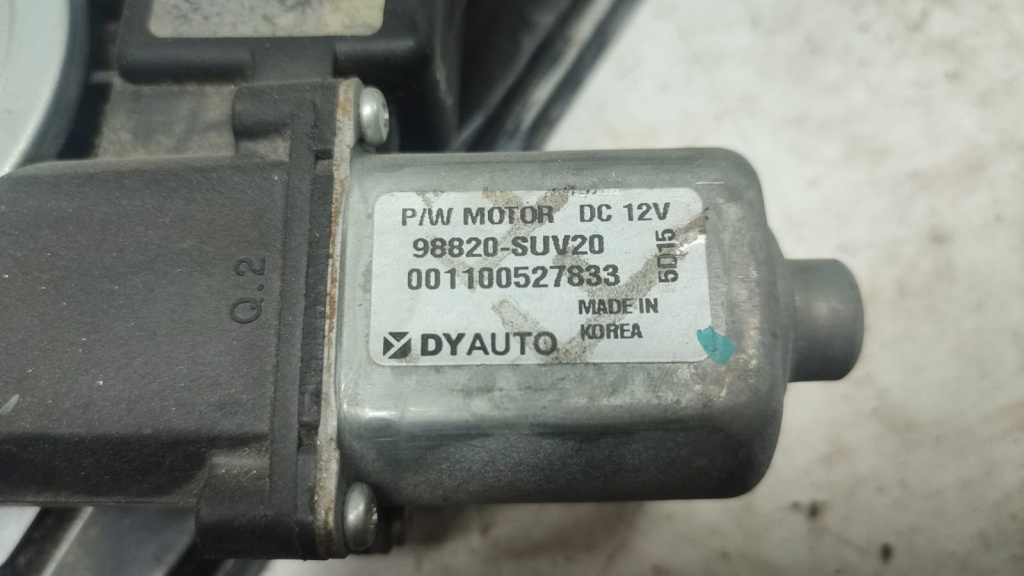 P/W MOTOR DC 12V
98820-SUV20
001100527833
5D15
MADE IN
KOREA
DYAUTO
Q.2